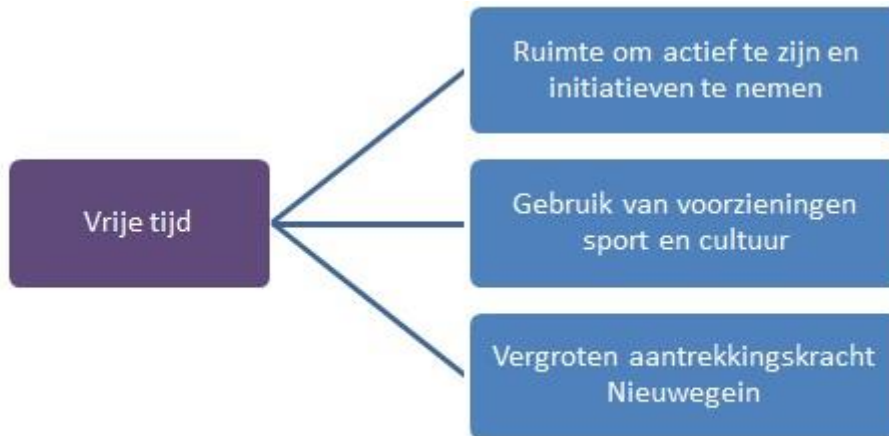 Ruimte om actief te zijn en
initiatieven te nemen
Vrije tijd
Gebruik van voorzieningen
sport en cultuur
Vergroten aantrekkingskracht
Nieuwegein